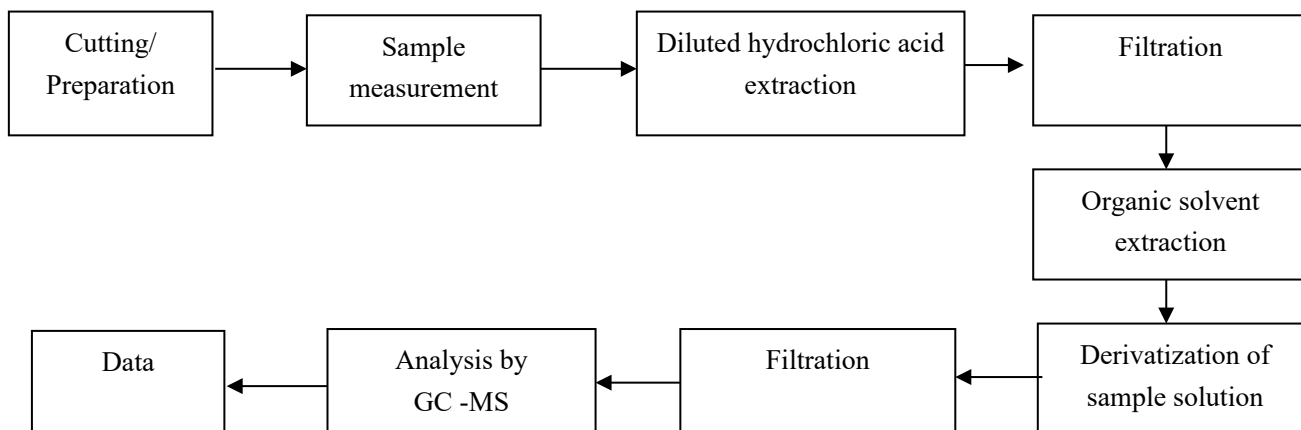 Cutting/
Preparation
Sample
measurement
Diluted hydrochloric acid
extraction
Filtration
Organic solvent
extraction
Derivatization of
sample solution
Filtration
Analysis by
GC -MS
Data